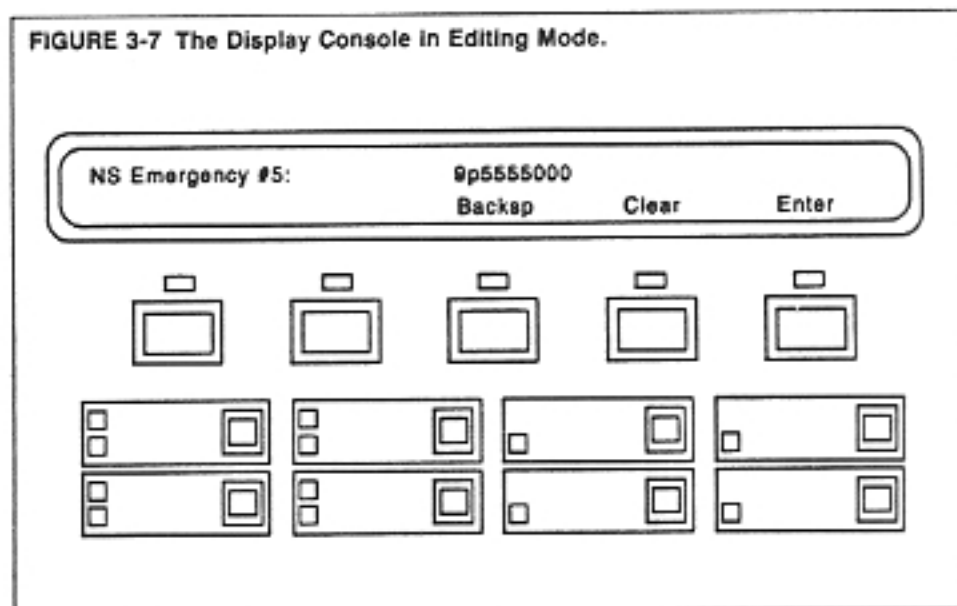 FIGURE 3-7 The Display Console in Editing Mode.
NS Emergency #5: 9p5555000
Backsp Clear Enter